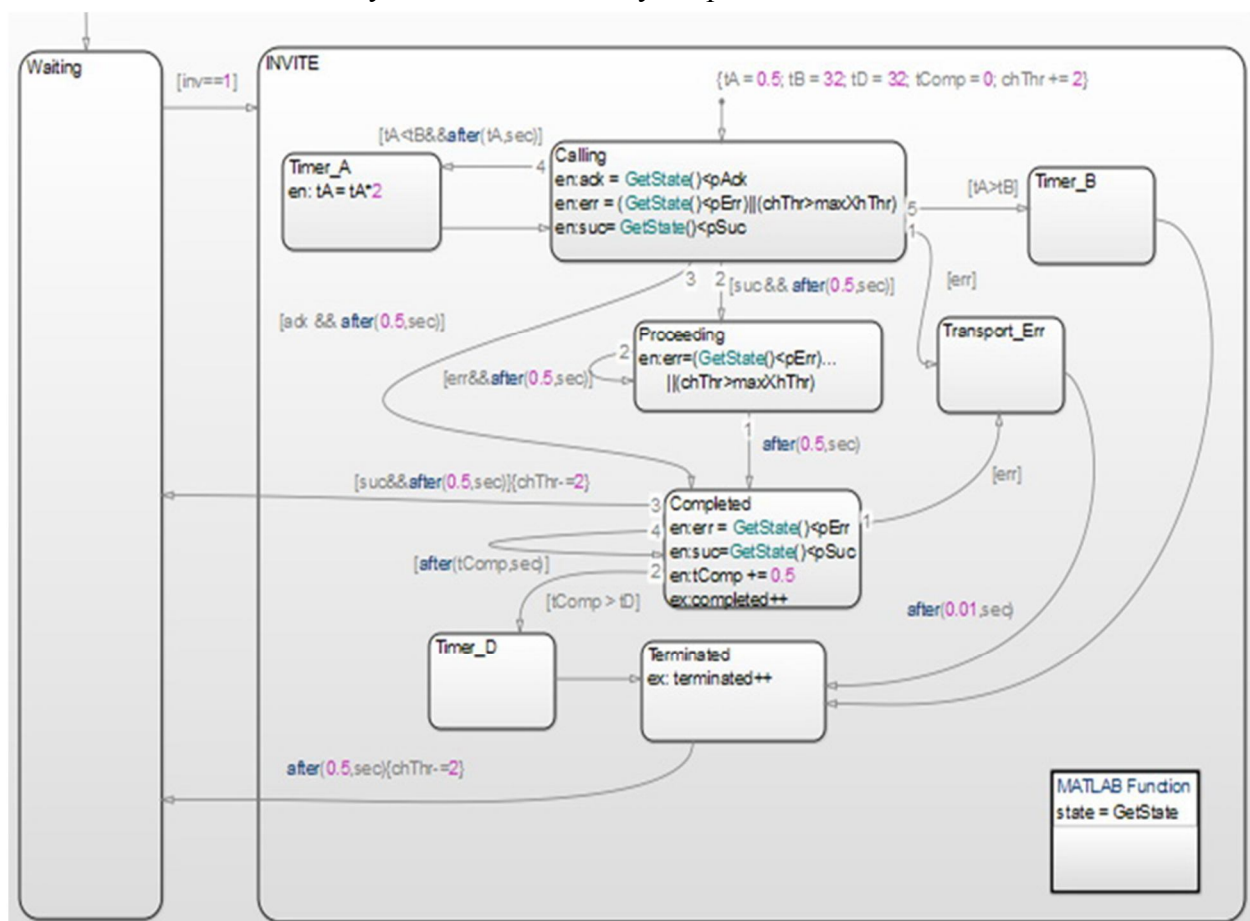 Waiting
[inv==1]
INVITE
{tA = 0.5; tB = 32; tD = 32; tComp = 0; chThr += 2}
[tA<tB&&after(tA,sec)]
Timer_A
en: tA = tA*2
4
Calling
en:ack = GetState()<pAck
en:err = (GetState()<pErr)||(chThr>maxXhThr)
en:suc= GetState()<pSuc
5
1
[tA>tB]
Timer_B
3
2
[suc && after(0.5,sec)]
[err]
[ack && after(0.5,sec)]
Proceeding
en:err=(GetState()<pErr)...
||(chThr>maxXhThr)
2
[err&&after(0.5,sec)]
1
after(0.5,sec)
Transport_Err
[err]
[suc&&after(0.5,sec)]{chThr-=2}
3
Completed
en:err = GetState()<pErr
en:suc=GetState()<pSuc
en:tComp += 0.5
ex:completed++
1
4
[after(tComp,sec)]
2
[tComp > tD]
after(0.01,sec)
Timer_D
Terminated
ex: terminated++
after(0.5,sec){chThr-=2}
MATLAB Function
state = GetState